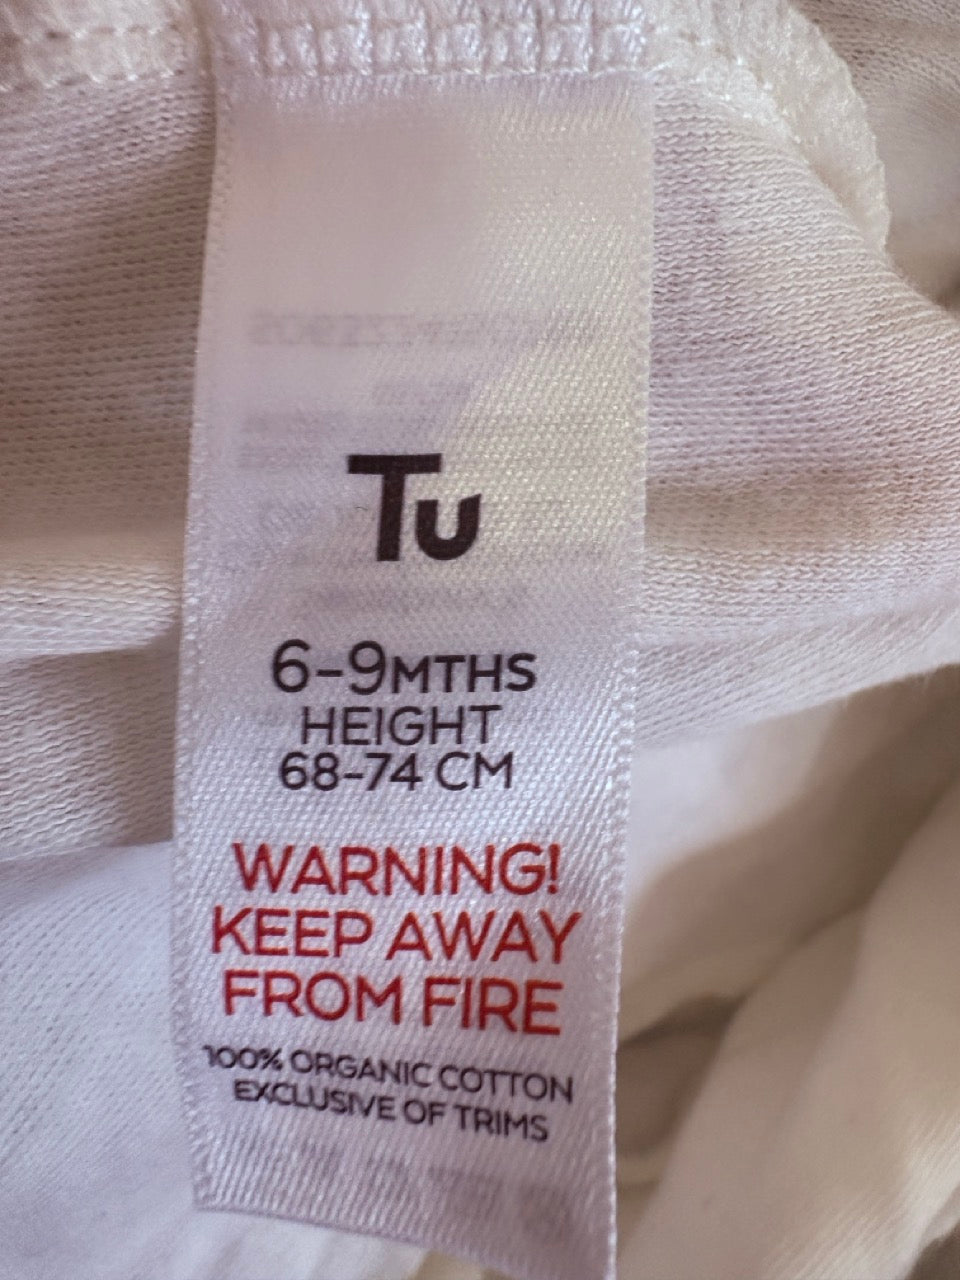 Tu
6-9MTHS
HEIGHT
68-74 CM
WARNING!
KEEP AWAY
FROM FIRE
100% ORGANIC COTTON
EXCLUSIVE OF TRIMS